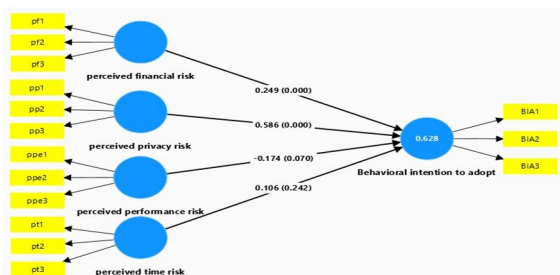 pf1
pf2
pf3
perceived financial risk
pp1
pp2
pp3
perceived privacy risk
ppe1
ppe2
ppe3
perceived performance risk
pt1
pt2
pt3
perceived time risk
0.249 (0.000)
0.586 (0.000)
-0.174 (0.070)
0.106 (0.242)
0.628
Behavioral intention to adopt
BIA1
BIA2
BIA3